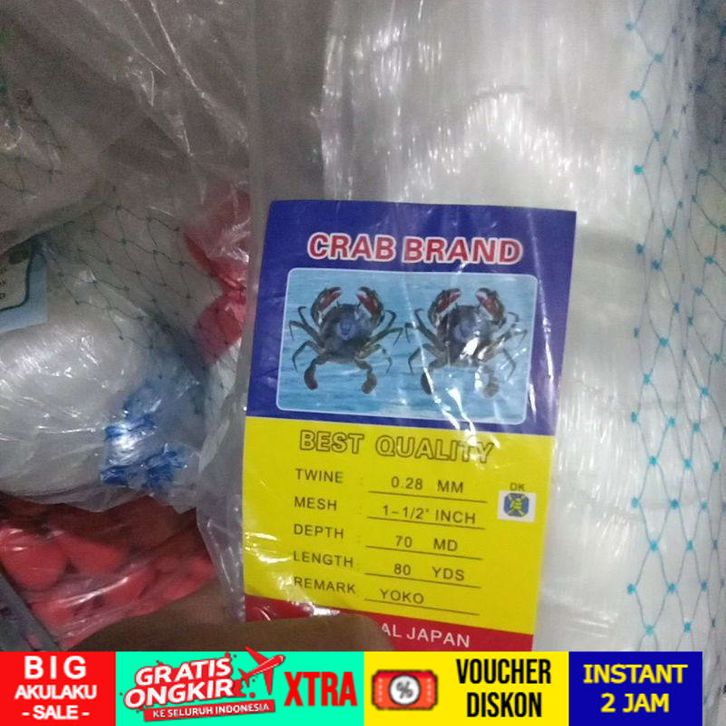 CRAB BRAND
BEST QUALITY
TWINE : 0.28 MM
MESH : 1-1/2" INCH
DEPTH : 70 MD
LENGTH : 80 YDS
REMARK : YOKO
DK
AL JAPAN
BIG
AKULAKU
- SALE -
GRATIS
ONGKIR
KE SELURUH INDONESIA
XTRA
%
VOUCHER
DISKON
INSTANT
2 JAM